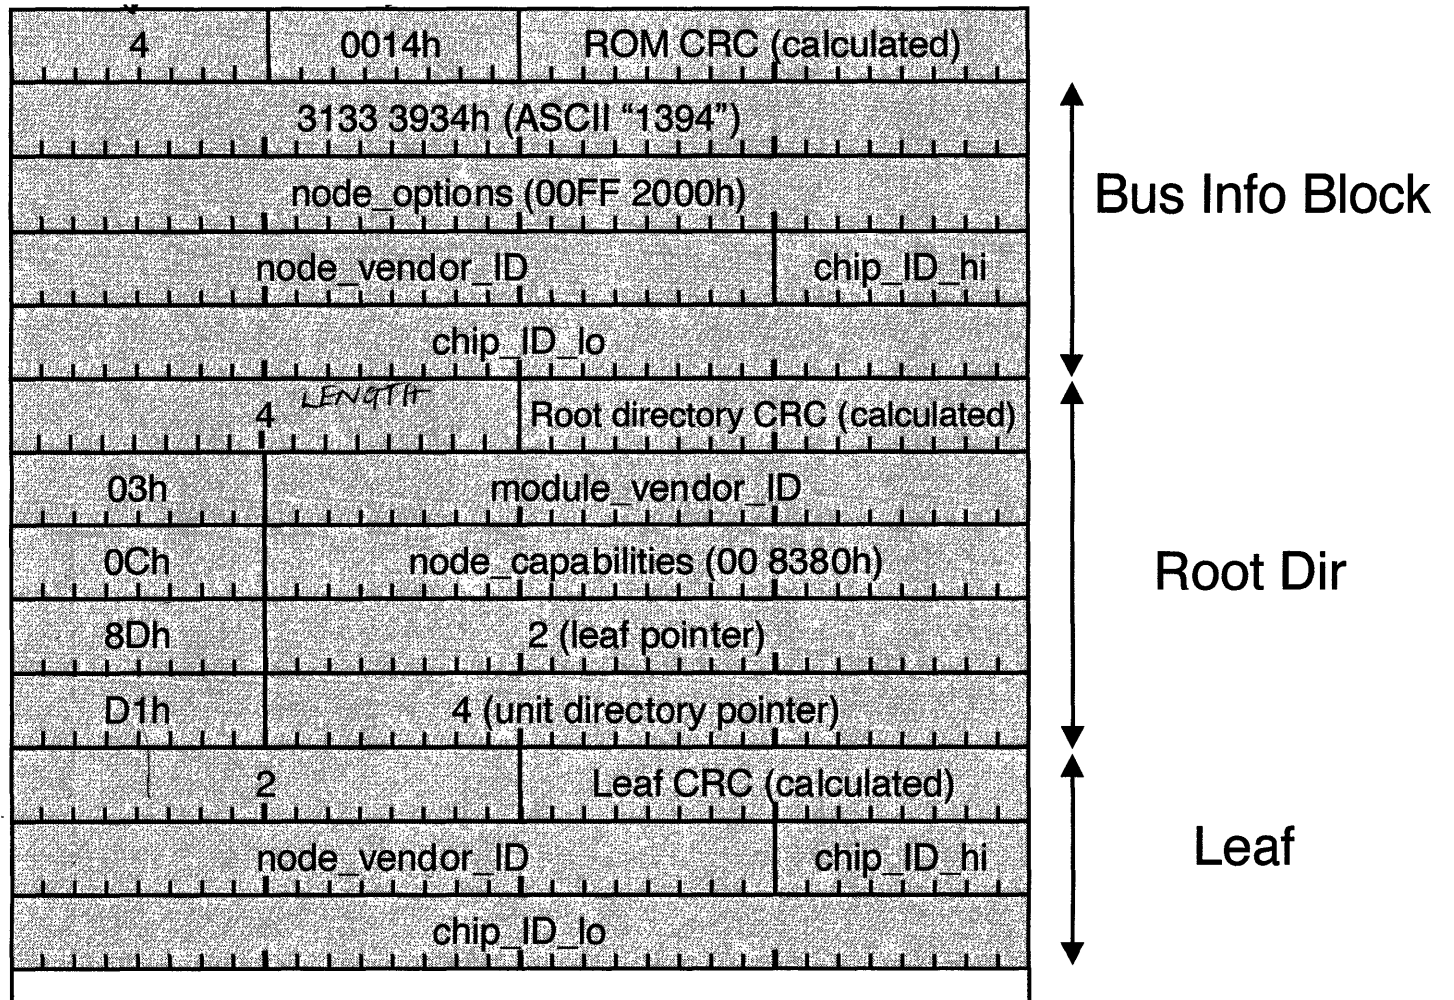 4 0014h ROM CRC (calculated)
3133 3934h (ASCII “1394”)
node_options (00FF 2000h)
Bus Info Block
node_vendor_ID chip_ID_hi
chip_ID_lo
4 LENGTH Root directory CRC (calculated)
03h module_vendor_ID
0Ch node_capabilities (00 8380h)
Root Dir
8Dh 2 (leaf pointer)
D1h 4 (unit directory pointer)
2 Leaf CRC (calculated)
node_vendor_ID chip_ID_hi
Leaf
chip_ID_lo